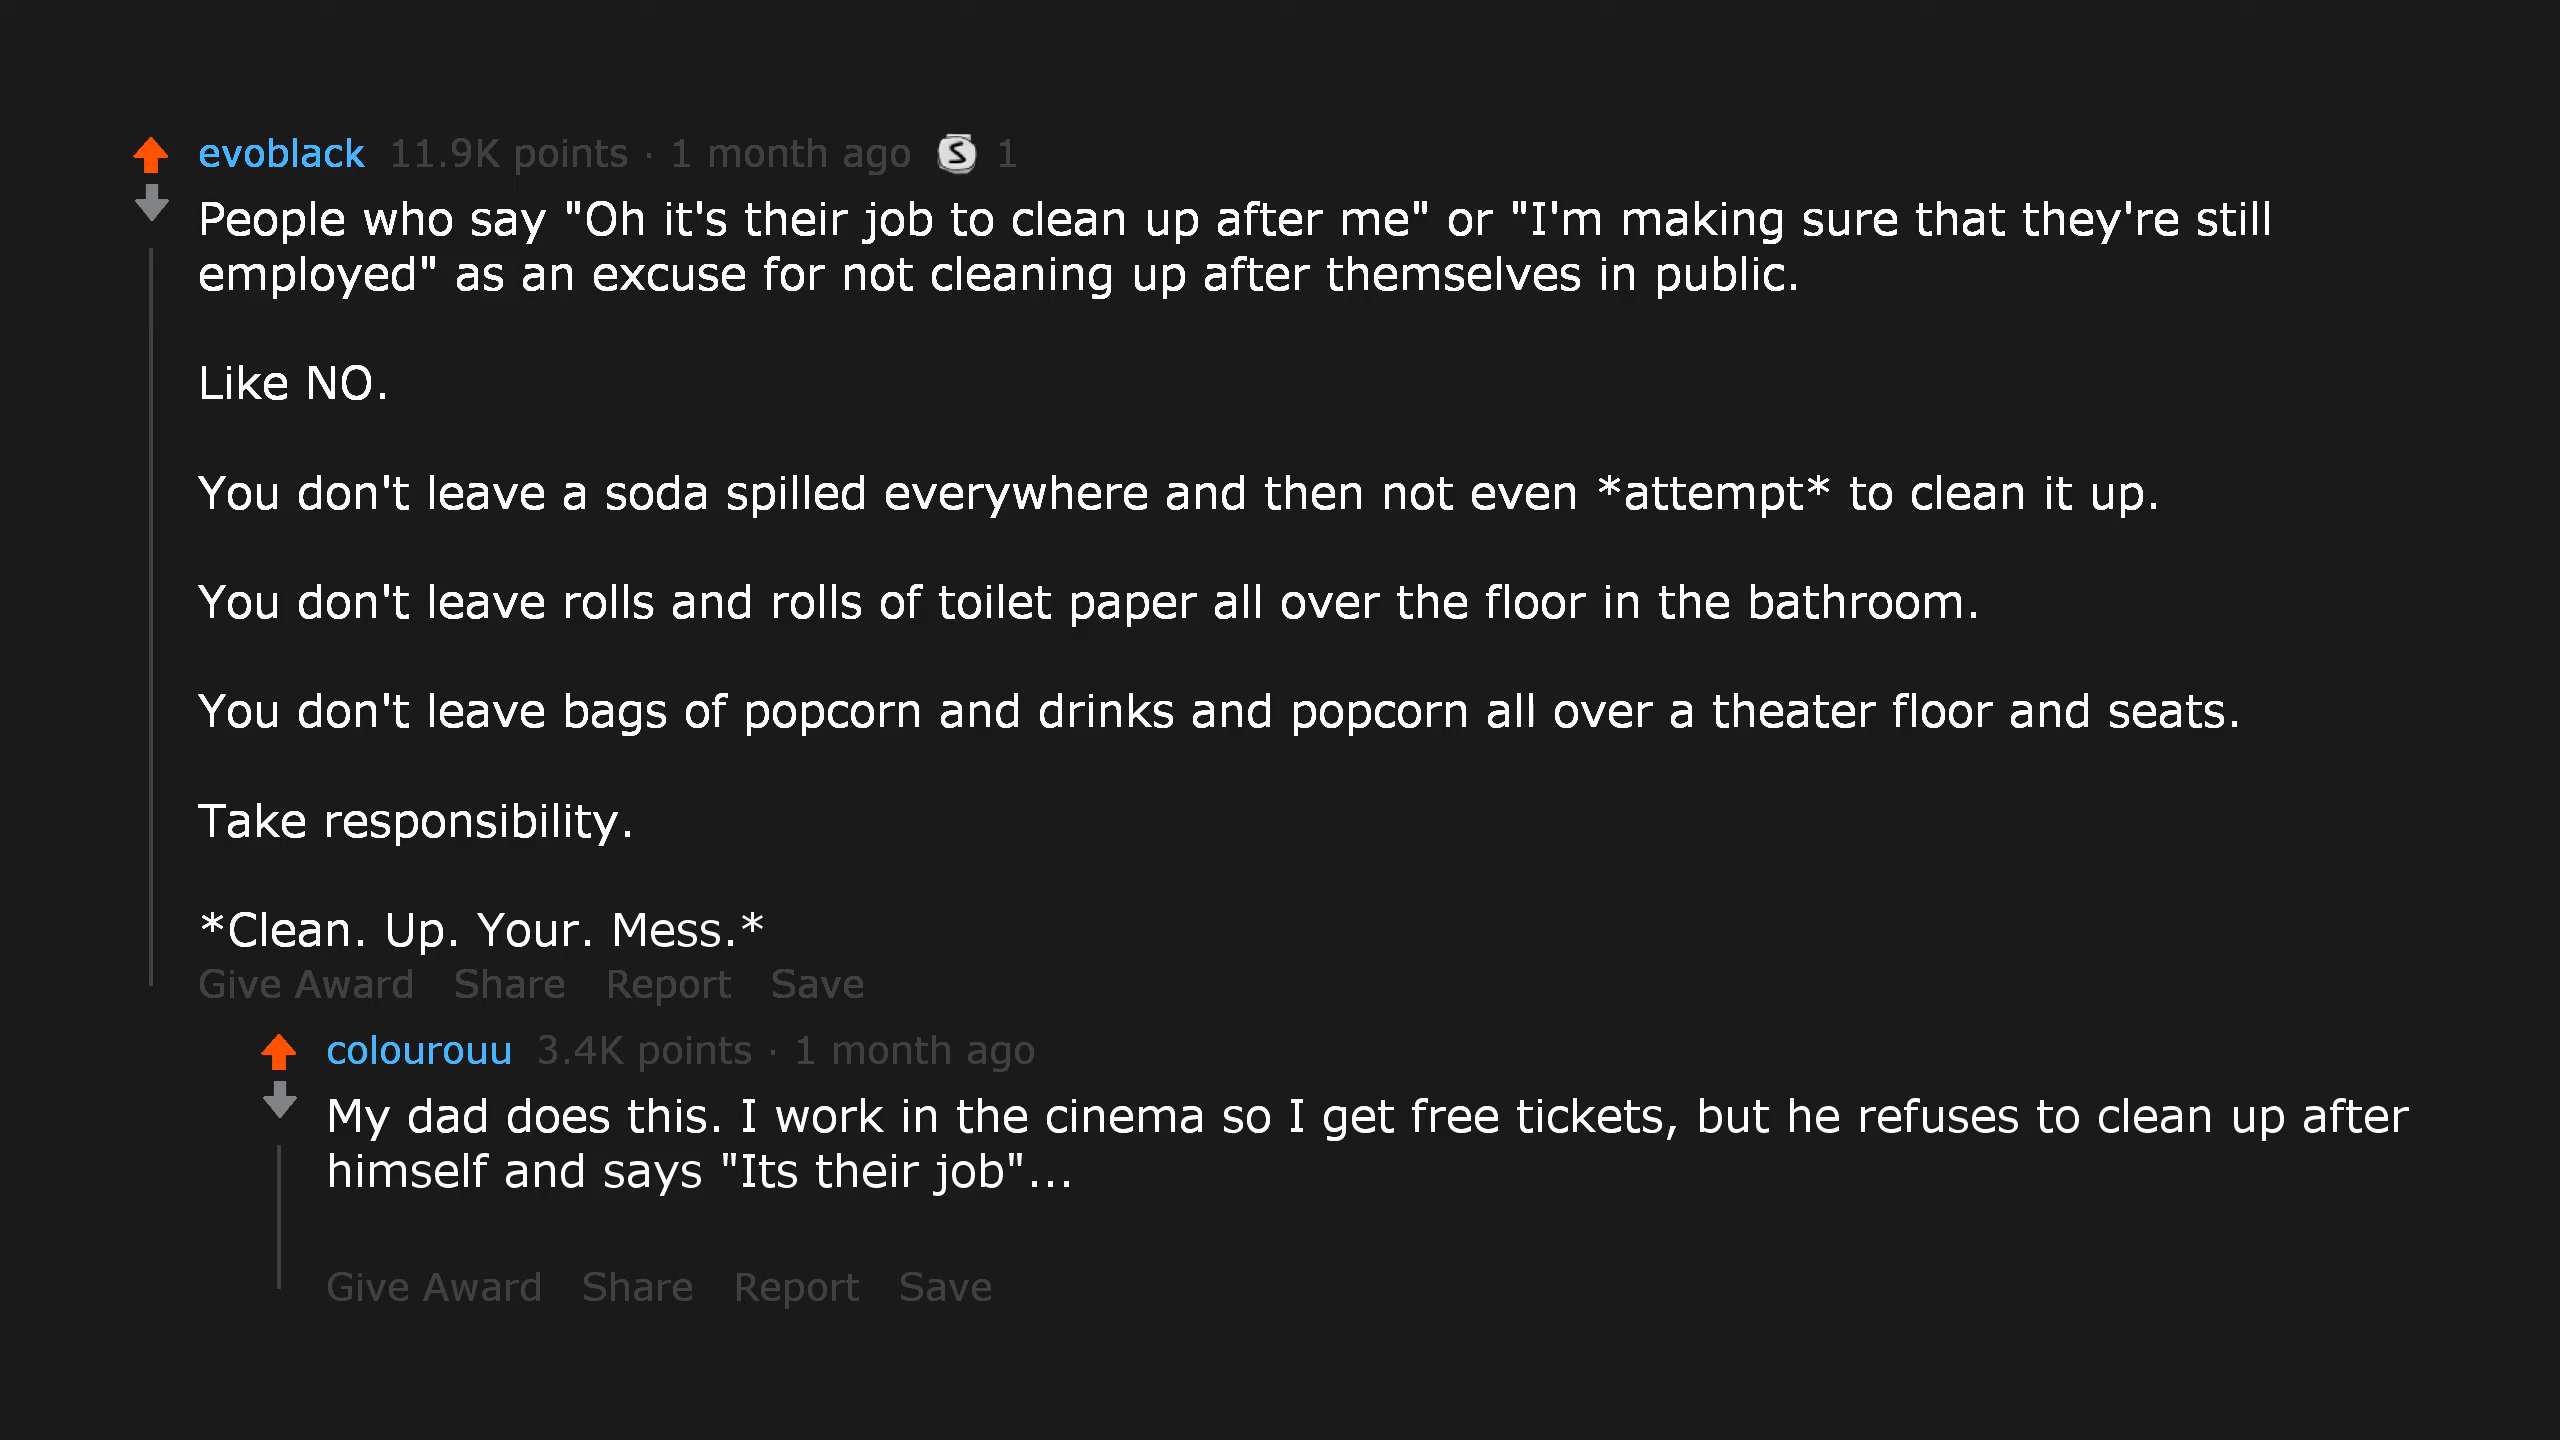 evoblack 11.9K points · 1 month ago S 1
People who say "Oh it's their job to clean up after me" or "I'm making sure that they're still
employed" as an excuse for not cleaning up after themselves in public.
Like NO.
You don't leave a soda spilled everywhere and then not even *attempt* to clean it up.
You don't leave rolls and rolls of toilet paper all over the floor in the bathroom.
You don't leave bags of popcorn and drinks and popcorn all over a theater floor and seats.
Take responsibility.
*Clean. Up. Your. Mess.*
Give Award Share Report Save
colourouu 3.4K points · 1 month ago
My dad does this. I work in the cinema so I get free tickets, but he refuses to clean up after
himself and says "Its their job"...
Give Award Share Report Save